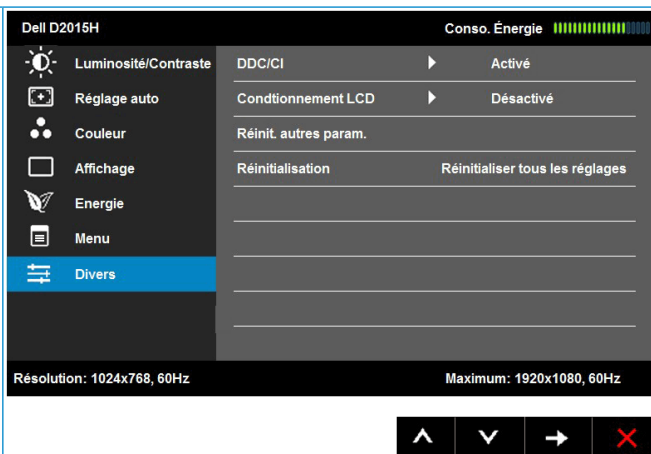 Dell D2015H Conso. Énergie
Luminosité/Contraste DDC/CI Activé
Réglage auto Condtionnement LCD Désactivé
Couleur Réinit. autres param.
Affichage Réinitialisation Réinitialiser tous les réglages
Energie
Menu
Divers
Résolution: 1024x768, 60Hz Maximum: 1920x1080, 60Hz